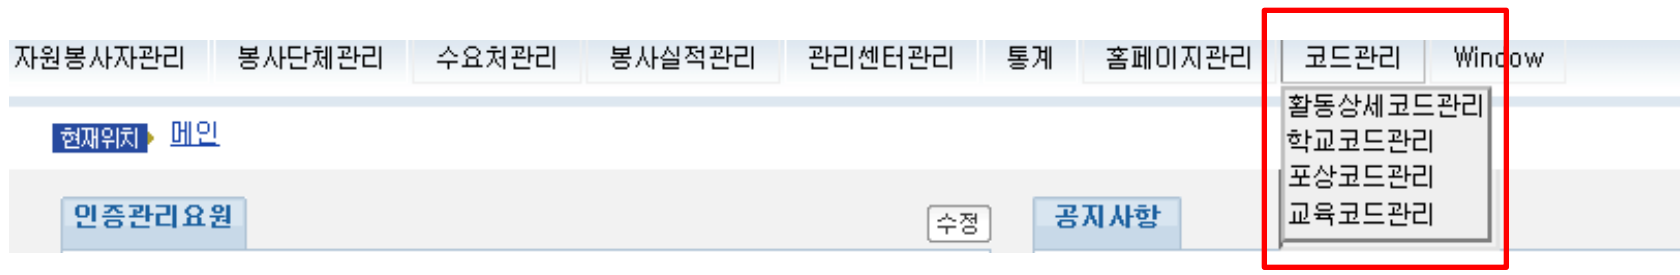 자원봉사자관리 봉사단체관리 수요처관리 봉사실적관리 관리센터관리 통계 홈페이지관리 코드관리 Window
활동상세코드관리
학교코드관리
포상코드관리
교육코드관리
현재위치 메인
인증관리요원 수정 공지사항